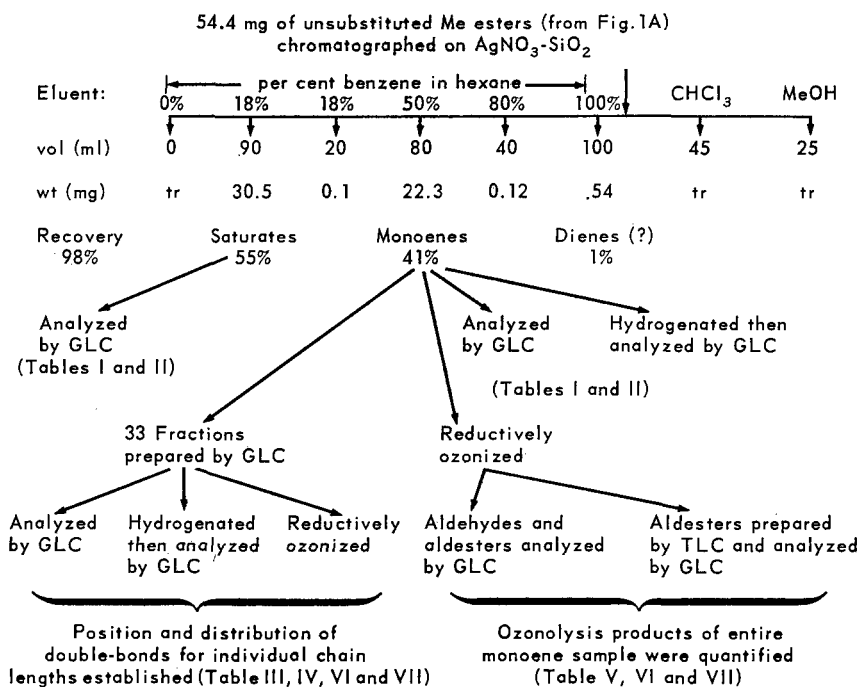 54.4 mg of unsubstituted Me esters (from Fig.1A)
chromatographed on AgNO3-SiO2
per cent benzene in hexane
Eluent: 0% 18% 18% 50% 80% 100% CHCl3 MeOH
vol (ml) 0 90 20 80 40 100 45 25
wt (mg) tr 30.5 0.1 22.3 0.12 .54 tr tr
Recovery Saturates Monoenes Dienes (?)
98% 55% 41% 1%
Analyzed
by GLC
(Tables I and II)
Analyzed
by GLC
Hydrogenated then
analyzed by GLC
(Tables I and II)
33 Fractions
prepared by GLC
Reductively
ozonized
Analyzed
by GLC
Hydrogenated
then analyzed
by GLC
Reductively
ozonized
Aldehydes and
aldesters analyzed
by GLC
Aldesters prepared
by TLC and analyzed
by GLC
Position and distribution of
double-bonds for individual chain
lengths established (Table III, IV, VI and VII)
Ozonolysis products of entire
monoene sample were quantified
(Table V, VI and VII)